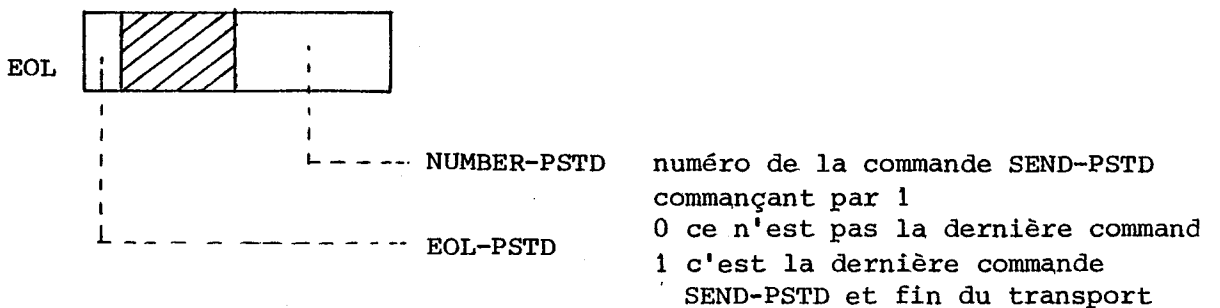 EOL
NUMBER-PSTD numéro de la commande SEND-PSTD
commançant par 1
EOL-PSTD 0 ce n'est pas la dernière command
1 c'est la dernière commande
SEND-PSTD et fin du transport